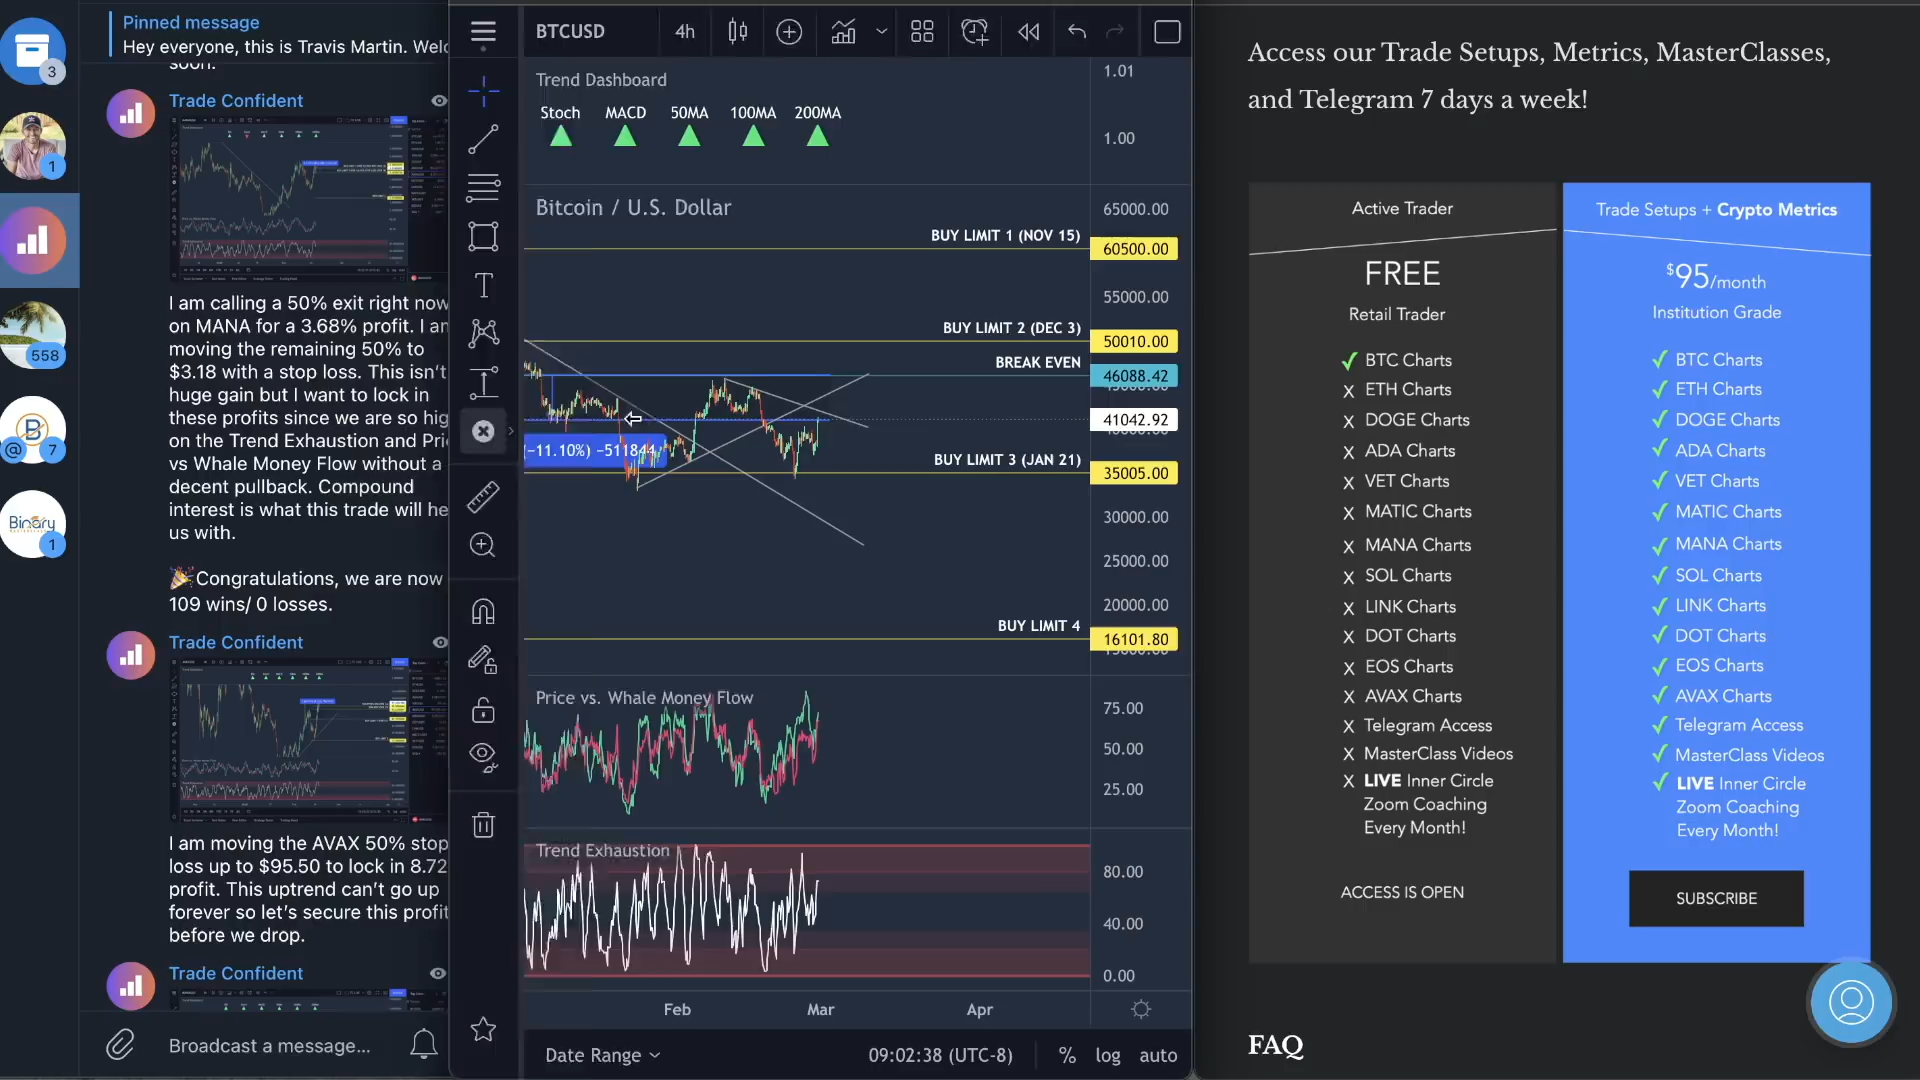 Pinned message
Hey everyone, this is Travis Martin. Welc
soon.
3
1
558
7
1
Binary
Trade Confident
I am calling a 50% exit right now
on MANA for a 3.68% profit. I am
moving the remaining 50% to
$3.18 with a stop loss. This isn't
huge gain but I want to lock in
these profits since we are so hig
on the Trend Exhaustion and Pri
vs Whale Money Flow without a
decent pullback. Compound
interest is what this trade will he
us with.
🎉Congratulations, we are now
109 wins/ 0 losses.
Trade Confident
I am moving the AVAX 50% stop
loss up to $95.50 to lock in 8.72
profit. This uptrend can't go up
forever so let's secure this profit
before we drop.
Trade Confident
Broadcast a message...
BTCUSD
4h
Trend Dashboard
Stoch MACD 50MA 100MA 200MA
1.01
1.00
Bitcoin / U.S. Dollar
65000.00
BUY LIMIT 1 (NOV 15) 60500.00
55000.00
BUY LIMIT 2 (DEC 3) 50010.00
BREAK EVEN 46088.42
41042.92
(-11.10%) -511844
BUY LIMIT 3 (JAN 21) 35005.00
30000.00
25000.00
20000.00
BUY LIMIT 4 16101.80
Price vs. Whale Money Flow
75.00
50.00
25.00
Trend Exhaustion
80.00
40.00
0.00
Feb Mar Apr
Date Range 09:02:38 (UTC-8) % log auto
Access our Trade Setups, Metrics, MasterClasses,
and Telegram 7 days a week!
Active Trader
FREE
Retail Trader
✓ BTC Charts
X ETH Charts
X DOGE Charts
X ADA Charts
X VET Charts
X MATIC Charts
X MANA Charts
X SOL Charts
X LINK Charts
X DOT Charts
X EOS Charts
X AVAX Charts
X Telegram Access
X MasterClass Videos
X LIVE Inner Circle
Zoom Coaching
Every Month!
ACCESS IS OPEN
Trade Setups + Crypto Metrics
$95/month
Institution Grade
✓ BTC Charts
✓ ETH Charts
✓ DOGE Charts
✓ ADA Charts
✓ VET Charts
✓ MATIC Charts
✓ MANA Charts
✓ SOL Charts
✓ LINK Charts
✓ DOT Charts
✓ EOS Charts
✓ AVAX Charts
✓ Telegram Access
✓ MasterClass Videos
✓ LIVE Inner Circle
Zoom Coaching
Every Month!
SUBSCRIBE
FAQ